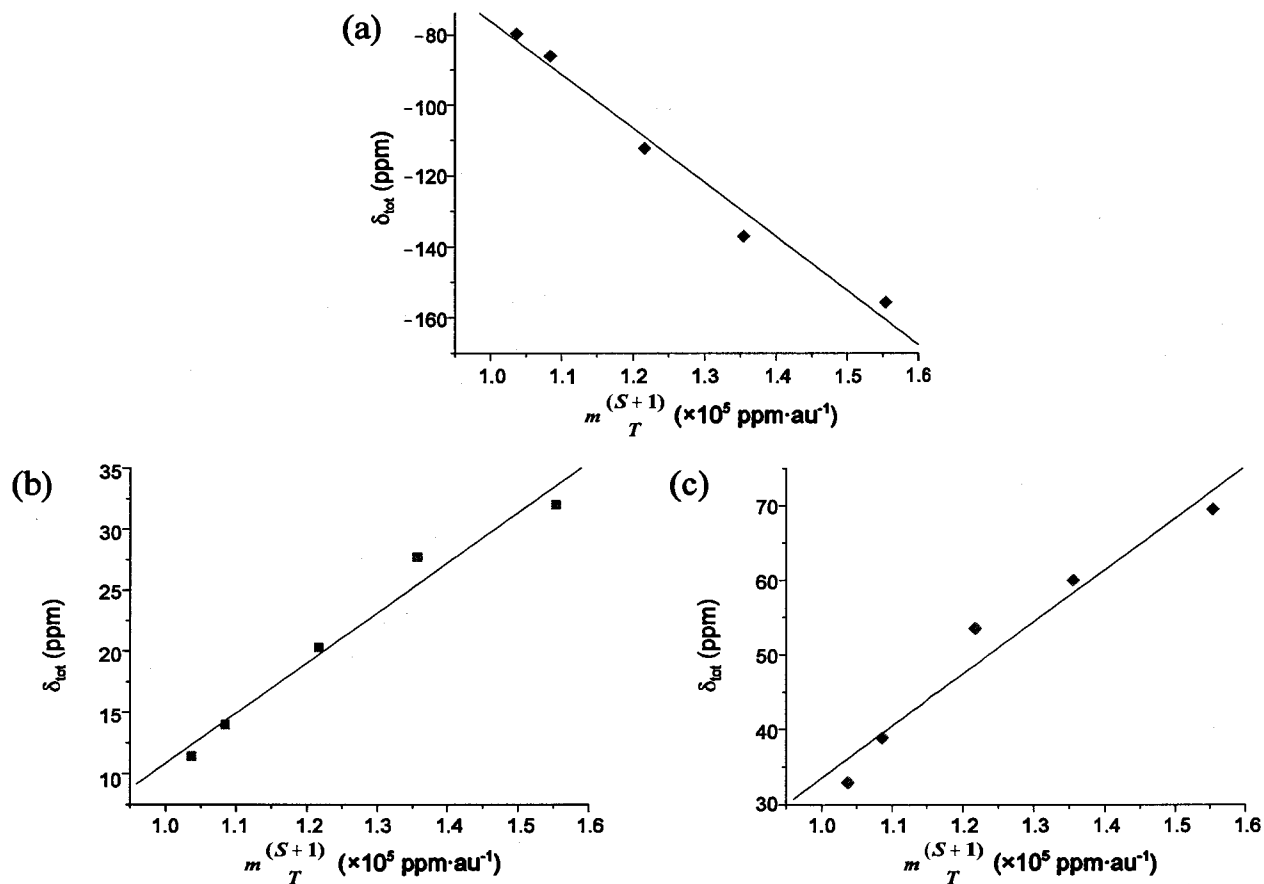 (a)
−80
−100
−120
−140
−160
δtot (ppm)
1.0 1.1 1.2 1.3 1.4 1.5 1.6
m (S + 1) / T (×10⁵ ppm·au⁻¹)
(b)
35
30
25
20
15
10
δtot (ppm)
1.0 1.1 1.2 1.3 1.4 1.5 1.6
m (S + 1) / T (×10⁵ ppm·au⁻¹)
(c)
70
60
50
40
30
δtot (ppm)
1.0 1.1 1.2 1.3 1.4 1.5 1.6
m (S + 1) / T (×10⁵ ppm·au⁻¹)